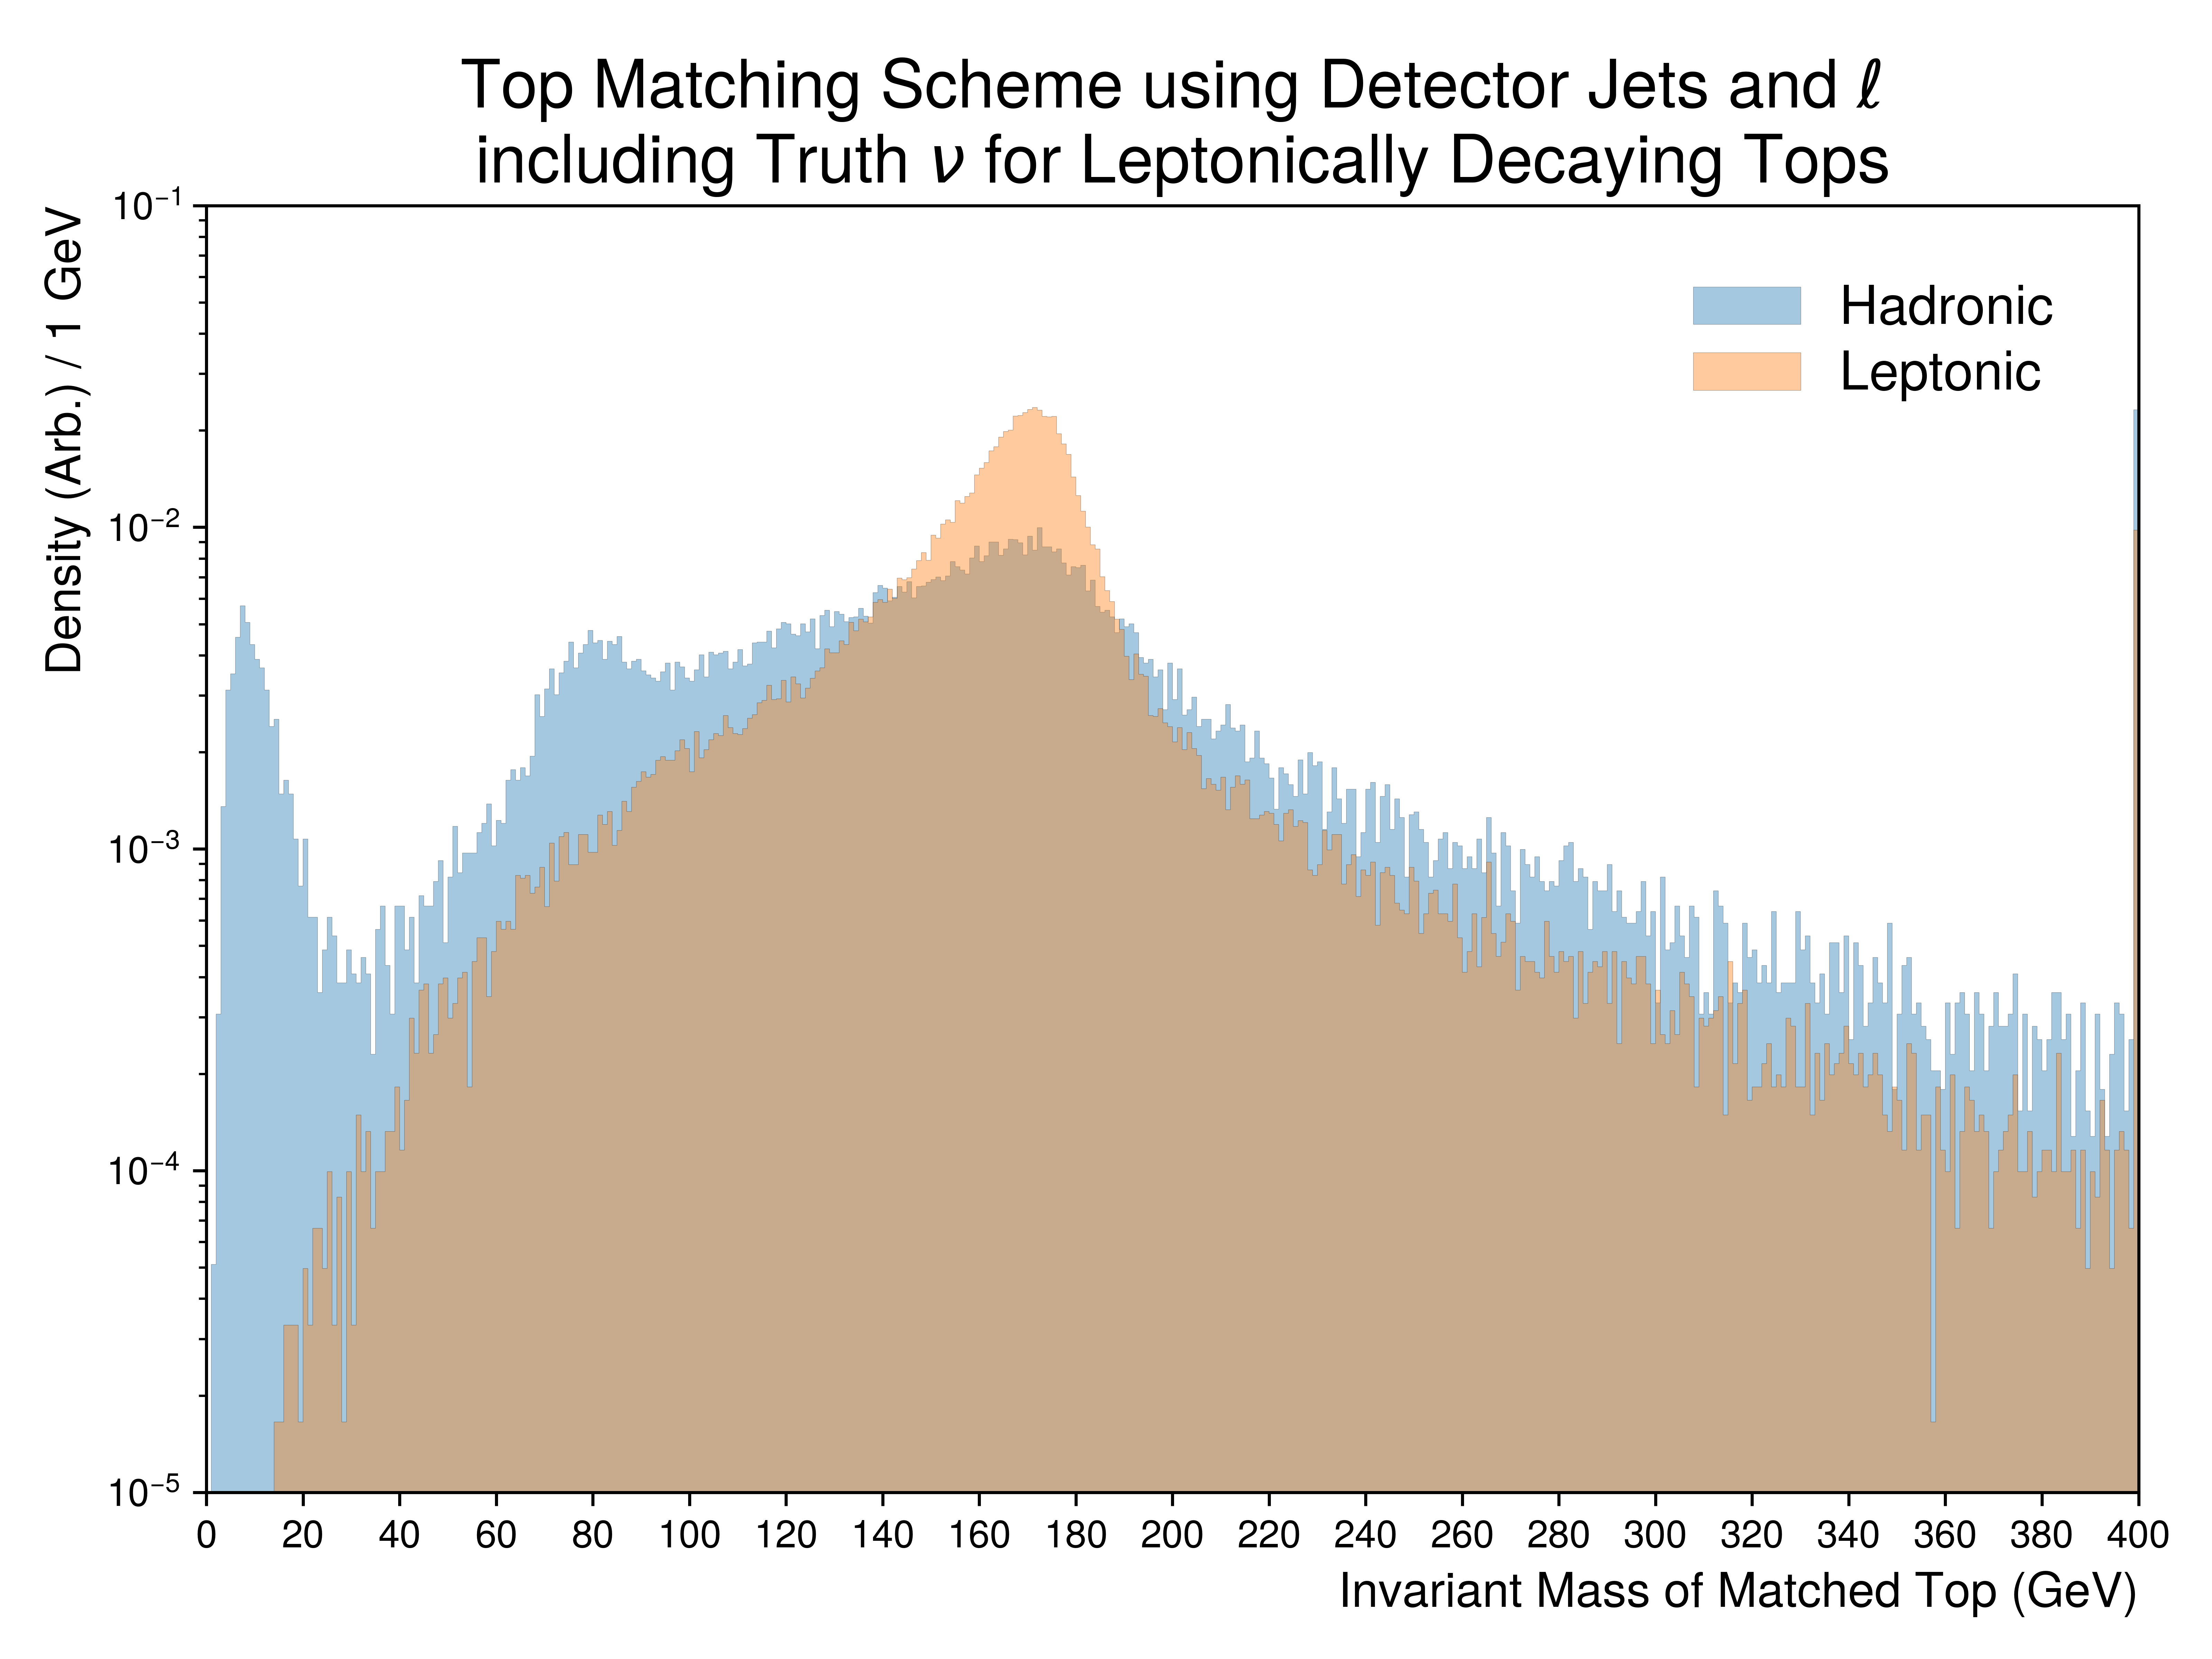 Top Matching Scheme using Detector Jets and ℓ
including Truth ν for Leptonically Decaying Tops
Density (Arb.) / 1 GeV
10⁻¹
10⁻²
10⁻³
10⁻⁴
10⁻⁵
Hadronic
Leptonic
0 20 40 60 80 100 120 140 160 180 200 220 240 260 280 300 320 340 360 380 400
Invariant Mass of Matched Top (GeV)